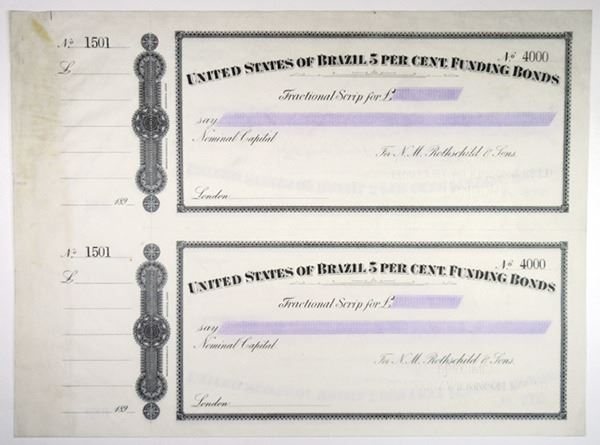 No 1501
£
189
No 4000
UNITED STATES OF BRAZIL 5 PER CENT. FUNDING BONDS
Fractional Scrip for £
say
Nominal Capital
For N. M. Rothschild & Sons.
London
No 1501
£
189
No 4000
UNITED STATES OF BRAZIL 5 PER CENT. FUNDING BONDS
Fractional Scrip for £
say
Nominal Capital
For N. M. Rothschild & Sons.
London